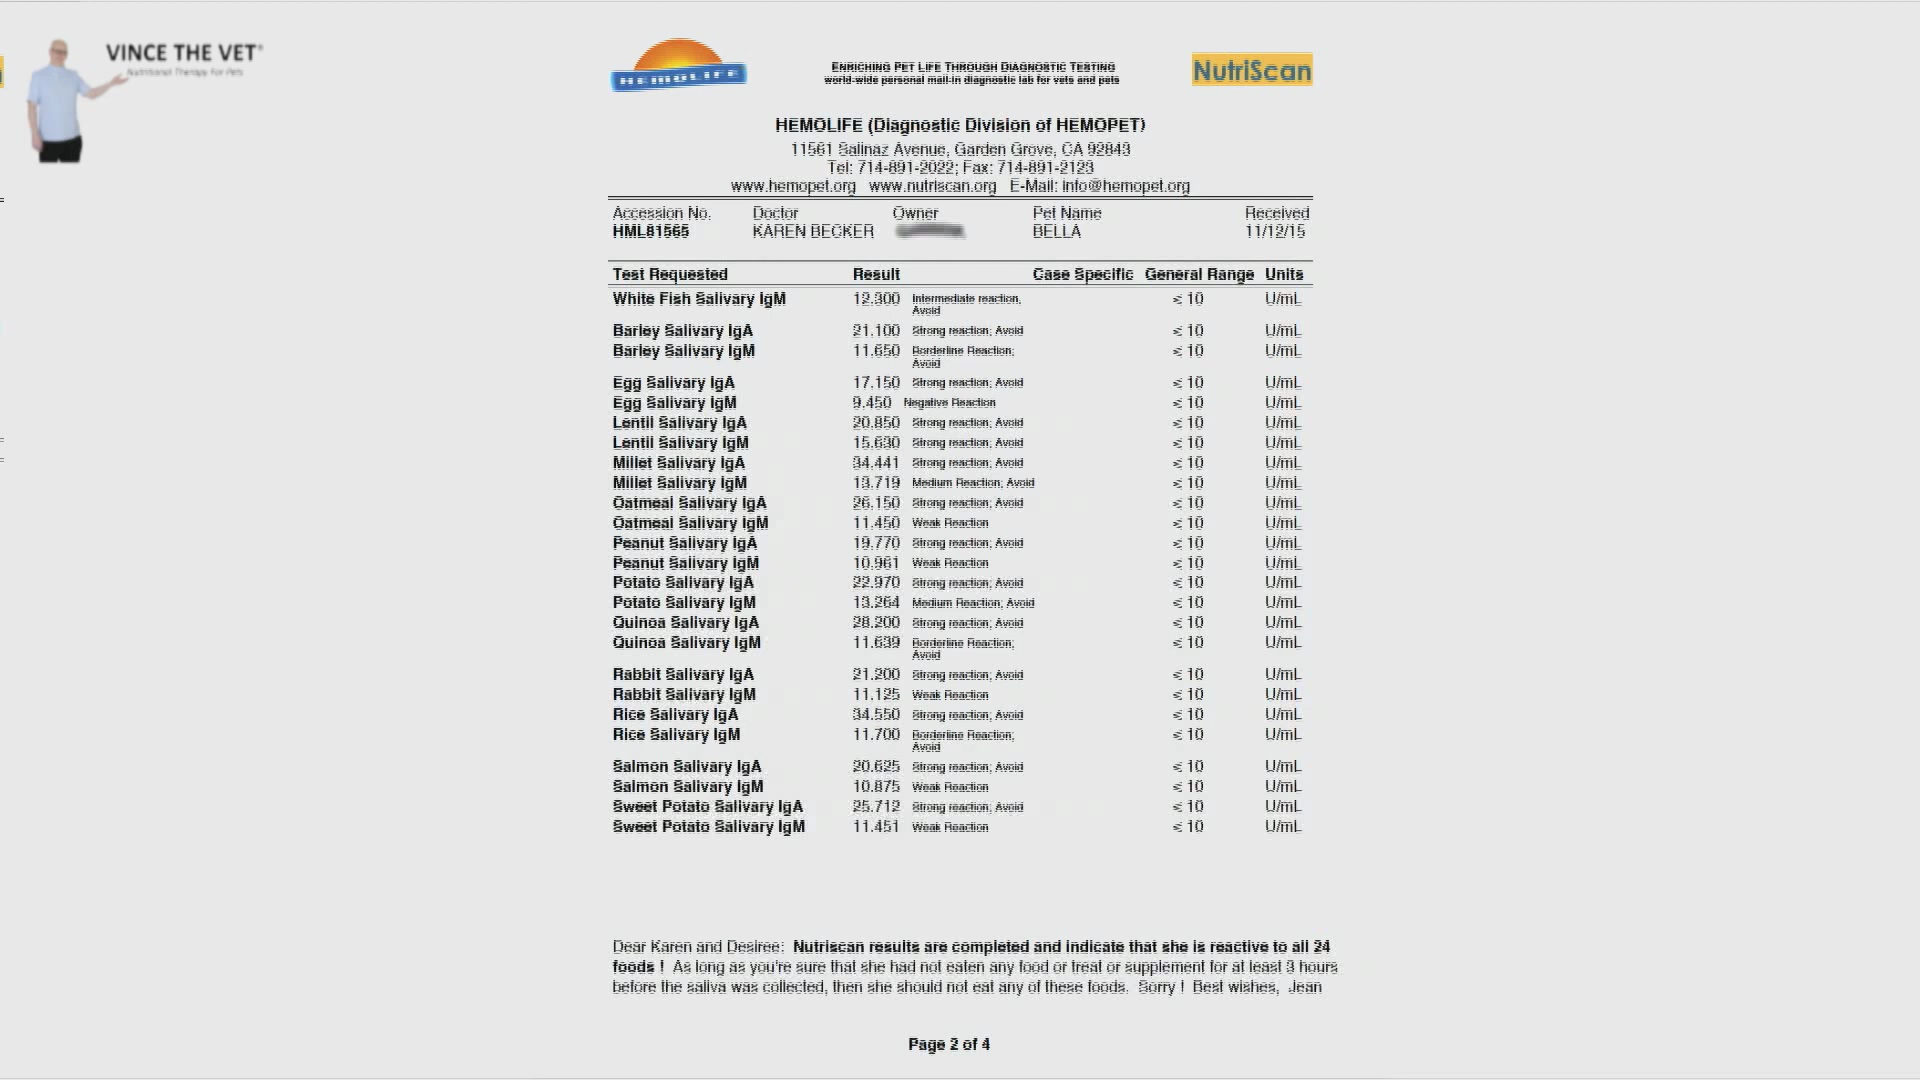 VINCE THE VET®
Nutritional Therapy For Pets
HEMOLIFE
ENRICHING PET LIFE THROUGH DIAGNOSTIC TESTING
world-wide personal mail-in diagnostic lab for vets and pets
NutriScan
HEMOLIFE (Diagnostic Division of HEMOPET)
11561 Salinaz Avenue, Garden Grove, CA 92843
Tel: 714-891-2022; Fax: 714-891-2123
www.hemopet.org www.nutriscan.org E-Mail: info@hemopet.org
Accession No. Doctor Owner Pet Name Received
HML81565 KAREN BECKER BELLA 11/12/15
Test Requested Result Case Specific General Range Units
White Fish Salivary IgM 12.300 Intermediate reaction, < 10 U/mL
Avoid
Barley Salivary IgA 21.100 Strong reaction; Avoid < 10 U/mL
Barley Salivary IgM 11.650 Borderline Reaction; < 10 U/mL
Avoid
Egg Salivary IgA 17.150 Strong reaction; Avoid < 10 U/mL
Egg Salivary IgM 9.450 Negative Reaction < 10 U/mL
Lentil Salivary IgA 20.850 Strong reaction; Avoid < 10 U/mL
Lentil Salivary IgM 15.630 Strong reaction; Avoid < 10 U/mL
Millet Salivary IgA 34.441 Strong reaction; Avoid < 10 U/mL
Millet Salivary IgM 13.719 Medium Reaction; Avoid < 10 U/mL
Oatmeal Salivary IgA 26.150 Strong reaction; Avoid < 10 U/mL
Oatmeal Salivary IgM 11.450 Weak Reaction < 10 U/mL
Peanut Salivary IgA 19.770 Strong reaction; Avoid < 10 U/mL
Peanut Salivary IgM 10.961 Weak Reaction < 10 U/mL
Potato Salivary IgA 22.970 Strong reaction; Avoid < 10 U/mL
Potato Salivary IgM 13.264 Medium Reaction; Avoid < 10 U/mL
Quinoa Salivary IgA 28.200 Strong reaction; Avoid < 10 U/mL
Quinoa Salivary IgM 11.639 Borderline Reaction; < 10 U/mL
Avoid
Rabbit Salivary IgA 21.200 Strong reaction; Avoid < 10 U/mL
Rabbit Salivary IgM 11.125 Weak Reaction < 10 U/mL
Rice Salivary IgA 34.550 Strong reaction; Avoid < 10 U/mL
Rice Salivary IgM 11.700 Borderline Reaction; < 10 U/mL
Avoid
Salmon Salivary IgA 20.625 Strong reaction; Avoid < 10 U/mL
Salmon Salivary IgM 10.875 Weak Reaction < 10 U/mL
Sweet Potato Salivary IgA 25.712 Strong reaction; Avoid < 10 U/mL
Sweet Potato Salivary IgM 11.451 Weak Reaction < 10 U/mL
Dear Karen and Desiree: Nutriscan results are completed and indicate that she is reactive to all 24
foods ! As long as you're sure that she had not eaten any food or treat or supplement for at least 3 hours
before the saliva was collected, then she should not eat any of these foods. Sorry ! Best wishes, Jean
Page 2 of 4